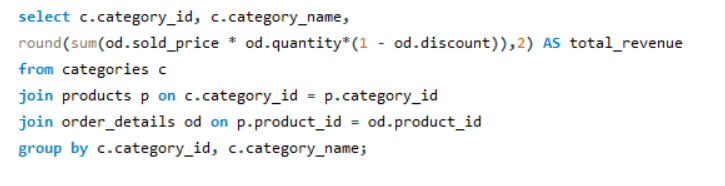 select c.category_id, c.category_name,
round(sum(od.sold_price * od.quantity*(1 - od.discount)),2) AS total_revenue
from categories c
join products p on c.category_id = p.category_id
join order_details od on p.product_id = od.product_id
group by c.category_id, c.category_name;